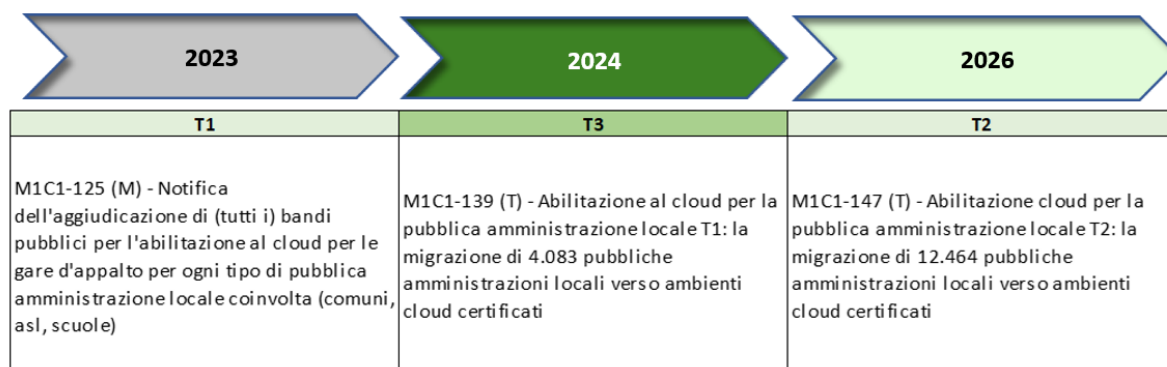 2023
2024
2026
T1
T3
T2
M1C1-125 (M) - Notifica
dell'aggiudicazione di (tutti i) bandi
pubblici per l'abilitazione al cloud per le
gare d'appalto per ogni tipo di pubblica
amministrazione locale coinvolta (comuni,
asl, scuole)
M1C1-139 (T) - Abilitazione al cloud per la
pubblica amministrazione locale T1: la
migrazione di 4.083 pubbliche
amministrazioni locali verso ambienti
cloud certificati
M1C1-147 (T) - Abilitazione cloud per la
pubblica amministrazione locale T2: la
migrazione di 12.464 pubbliche
amministrazioni locali verso ambienti
cloud certificati